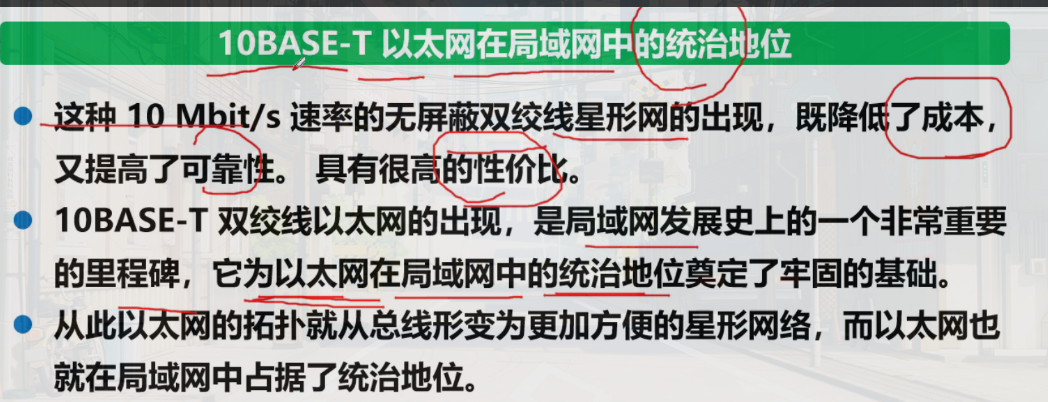 10BASE-T 以太网在局域网中的统治地位
这种 10 Mbit/s 速率的无屏蔽双绞线星形网的出现，既降低了成本，
又提高了可靠性。 具有很高的性价比。
10BASE-T 双绞线以太网的出现，是局域网发展史上的一个非常重要
的里程碑，它为以太网在局域网中的统治地位奠定了牢固的基础。
从此以太网的拓扑就从总线形变为更加方便的星形网络，而以太网也
就在局域网中占据了统治地位。